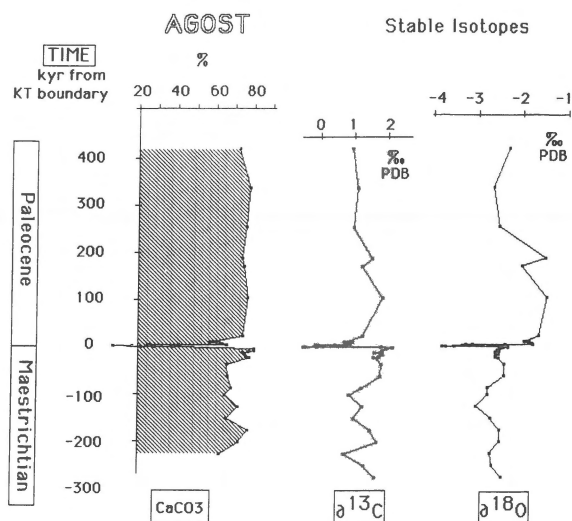 AGOST
Stable Isotopes
TIME
kyr from
KT boundary
%
20 40 60 80
0 1 2
-4 -3 -2 -1
‰
PDB
‰
PDB
Paleocene
Maestrichtian
400
300
200
100
0
-100
-200
-300
CaCO3
∂13C
∂18O